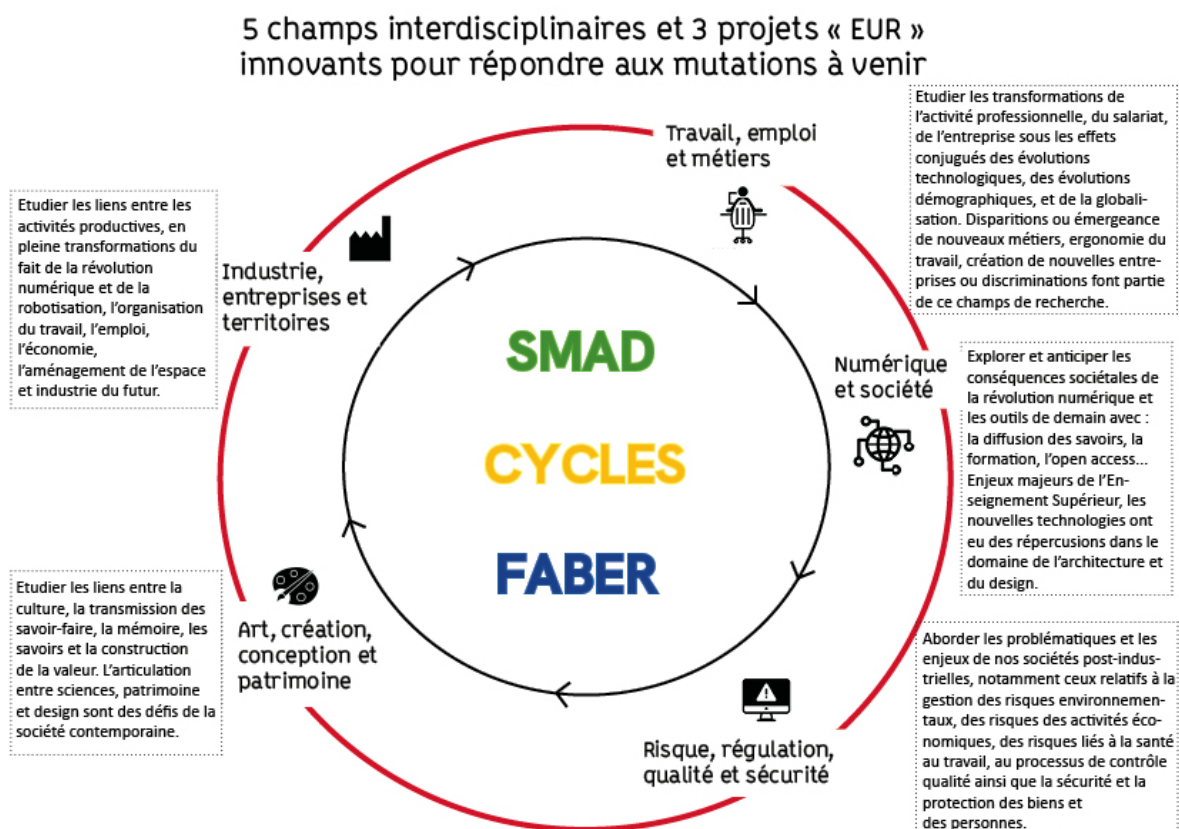 5 champs interdisciplinaires et 3 projets « EUR »
innovants pour répondre aux mutations à venir
Travail, emploi
et métiers
Etudier les transformations de
l'activité professionnelle, du salariat,
de l'entreprise sous les effets
conjugués des évolutions
technologiques, des évolutions
démographiques, et de la globali-
sation. Disparitions ou émergeance
de nouveaux métiers, ergonomie du
travail, création de nouvelles entre-
prises ou discriminations font partie
de ce champs de recherche.
Numérique
et société
Explorer et anticiper les
conséquences sociétales de
la révolution numérique et
les outils de demain avec :
la diffusion des savoirs, la
formation, l'open access...
Enjeux majeurs de l'En-
seignement Supérieur, les
nouvelles technologies ont
eu des répercusions dans le
domaine de l'architecture et
du design.
Risque, régulation,
qualité et sécurité
Aborder les problématiques et les
enjeux de nos sociétés post-indus-
trielles, notamment ceux relatifs à la
gestion des risques environnemen-
taux, des risques des activités éco-
nomiques, des risques liés à la santé
au travail, au processus de contrôle
qualité ainsi que la sécurité et la
protection des biens et
des personnes.
Art, création,
conception et
patrimoine
Etudier les liens entre la
culture, la transmission des
savoir-faire, la mémoire, les
savoirs et la construction
de la valeur. L'articulation
entre sciences, patrimoine
et design sont des défis de la
société contemporaine.
Industrie,
entreprises et
territoires
Etudier les liens entre les
activités productives, en
pleine transformations du
fait de la révolution
numérique et de la
robotisation, l'organisation
du travail, l'emploi,
l'économie,
l'aménagement de l'espace
et industrie du futur.
SMAD
CYCLES
FABER